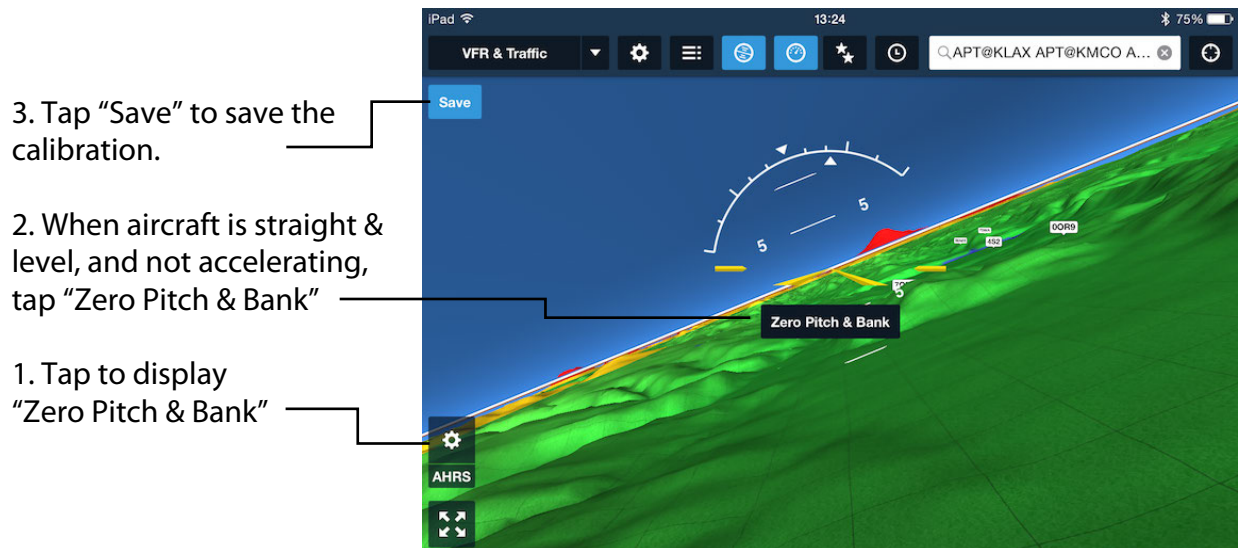 iPad 13:24 75%
VFR & Traffic APT@KLAX APT@KMCO A...
Save
3. Tap “Save” to save the
calibration.
2. When aircraft is straight &
level, and not accelerating,
tap “Zero Pitch & Bank”
1. Tap to display
“Zero Pitch & Bank”
5
5
0OR9
4S2
5
Zero Pitch & Bank
AHRS